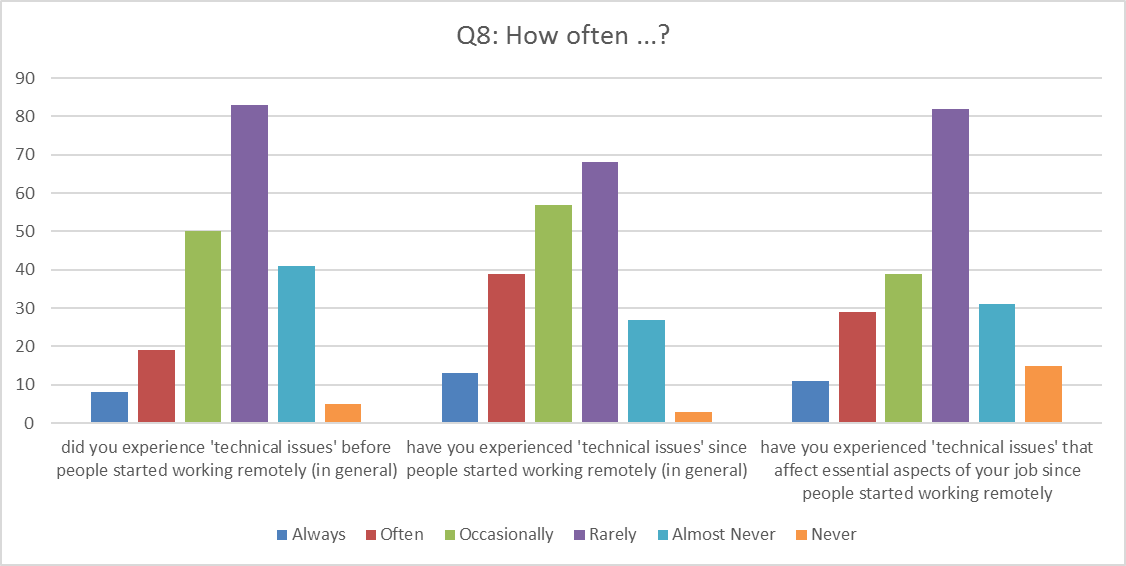 Q8: How often ...?
90
80
70
60
50
40
30
20
10
0
did you experience 'technical issues' before
people started working remotely (in general)
have you experienced 'technical issues' since
people started working remotely (in general)
have you experienced 'technical issues' that
affect essential aspects of your job since
people started working remotely
Always Often Occasionally Rarely Almost Never Never